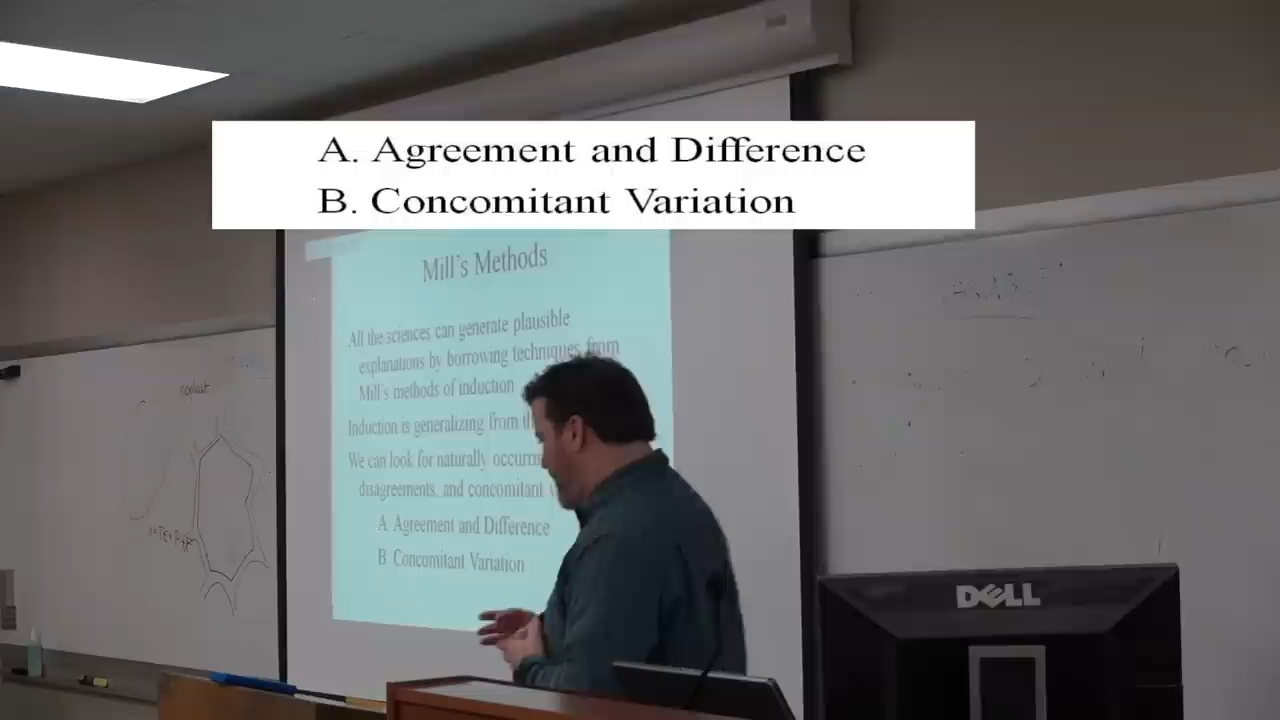 A. Agreement and Difference
B. Concomitant Variation
Mill's Methods
All the sciences can generate plausible
explanations by borrowing techniques from
Mill's methods of induction
Induction is generalizing from
We can look for naturally
disagreements, and concomitant
A. Agreement and Difference
B. Concomitant Variation
DELL